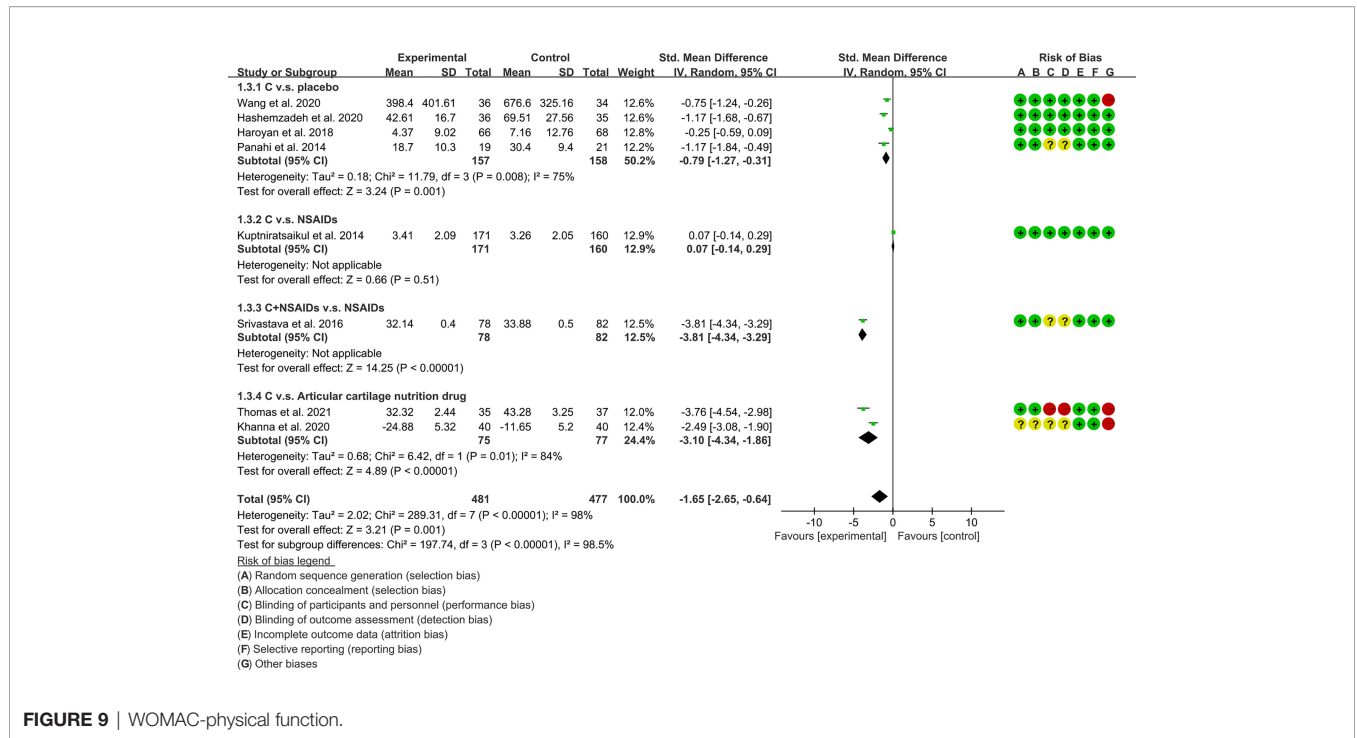 Experimental Control Std. Mean Difference Std. Mean Difference Risk of Bias
Study or Subgroup Mean SD Total Mean SD Total Weight IV, Random, 95% CI IV, Random, 95% CI A B C D E F G
1.3.1 C v.s. placebo
Wang et al. 2020 398.4 401.61 36 676.6 325.16 34 12.6% -0.75 [-1.24, -0.26] + + + + + + -
Hashemzadeh et al. 2020 42.61 16.7 36 69.51 27.56 35 12.6% -1.17 [-1.68, -0.67] + + + + + + +
Haroyan et al. 2018 4.37 9.02 66 7.16 12.76 68 12.8% -0.25 [-0.59, 0.09] + + + + + + +
Panahi et al. 2014 18.7 10.3 19 30.4 9.4 21 12.2% -1.17 [-1.84, -0.49] + + ? ? + + +
Subtotal (95% CI) 157 158 50.2% -0.79 [-1.27, -0.31]
Heterogeneity: Tau² = 0.18; Chi² = 11.79, df = 3 (P = 0.008); I² = 75%
Test for overall effect: Z = 3.24 (P = 0.001)
1.3.2 C v.s. NSAIDs
Kuptniratsaikul et al. 2014 3.41 2.09 171 3.26 2.05 160 12.9% 0.07 [-0.14, 0.29] + + + + + + +
Subtotal (95% CI) 171 160 12.9% 0.07 [-0.14, 0.29]
Heterogeneity: Not applicable
Test for overall effect: Z = 0.66 (P = 0.51)
1.3.3 C+NSAIDs v.s. NSAIDs
Srivastava et al. 2016 32.14 0.4 78 33.88 0.5 82 12.5% -3.81 [-4.34, -3.29] + + ? ? + + +
Subtotal (95% CI) 78 82 12.5% -3.81 [-4.34, -3.29]
Heterogeneity: Not applicable
Test for overall effect: Z = 14.25 (P < 0.00001)
1.3.4 C v.s. Articular cartilage nutrition drug
Thomas et al. 2021 32.32 2.44 35 43.28 3.25 37 12.0% -3.76 [-4.54, -2.98] + + - - + + -
Khanna et al. 2020 -24.88 5.32 40 -11.65 5.2 40 12.4% -2.49 [-3.08, -1.90] ? ? ? ? + + -
Subtotal (95% CI) 75 77 24.4% -3.10 [-4.34, -1.86]
Heterogeneity: Tau² = 0.68; Chi² = 6.42, df = 1 (P = 0.01); I² = 84%
Test for overall effect: Z = 4.89 (P < 0.00001)
Total (95% CI) 481 477 100.0% -1.65 [-2.65, -0.64]
Heterogeneity: Tau² = 2.02; Chi² = 289.31, df = 7 (P < 0.00001); I² = 98%
Test for overall effect: Z = 3.21 (P = 0.001)
Test for subgroup differences: Chi² = 197.74, df = 3 (P < 0.00001), I² = 98.5%
-10 -5 0 5 10
Favours [experimental] Favours [control]
Risk of bias legend
(A) Random sequence generation (selection bias)
(B) Allocation concealment (selection bias)
(C) Blinding of participants and personnel (performance bias)
(D) Blinding of outcome assessment (detection bias)
(E) Incomplete outcome data (attrition bias)
(F) Selective reporting (reporting bias)
(G) Other biases
FIGURE 9 | WOMAC-physical function.